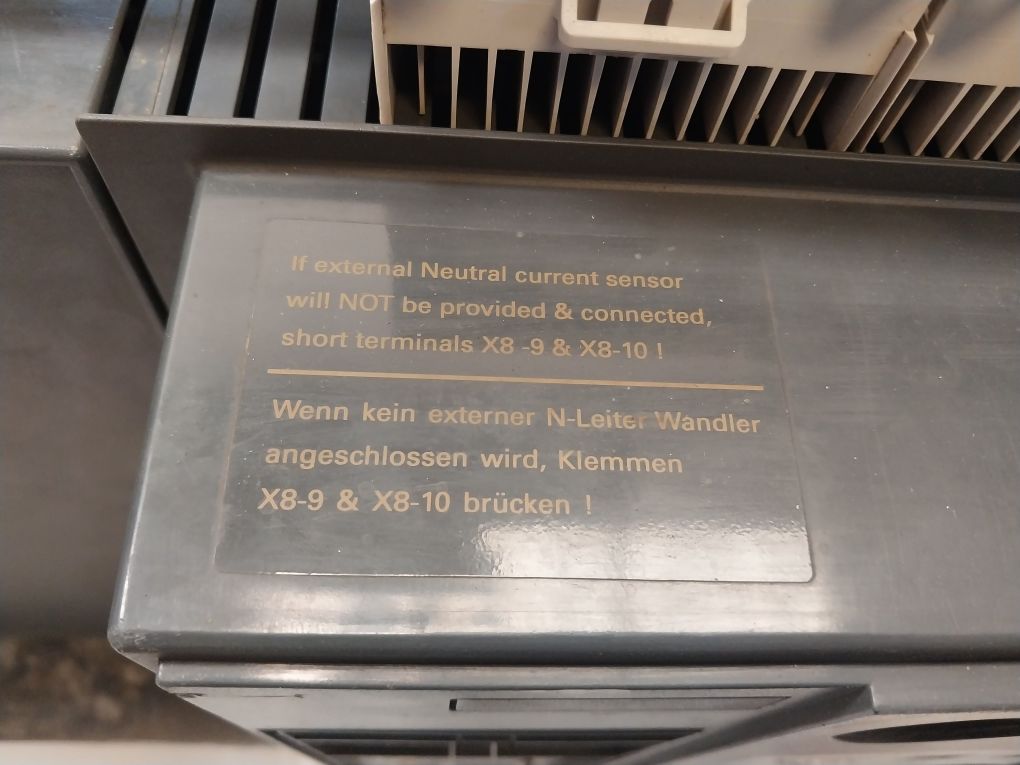 If external Neutral current sensor
will NOT be provided & connected,
short terminals X8 -9 & X8-10 !
Wenn kein externer N-Leiter Wandler
angeschlossen wird, Klemmen
X8-9 & X8-10 brücken !